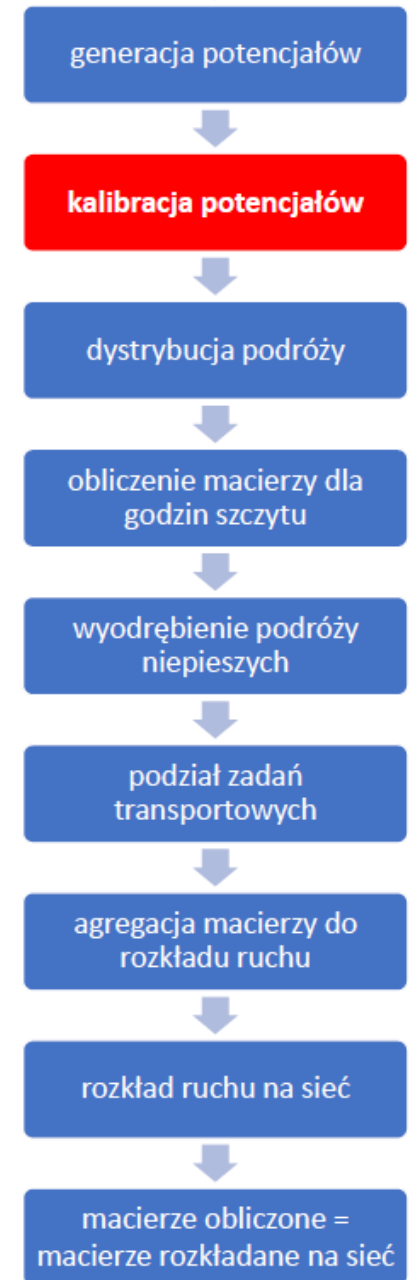 generacja potencjałów
kalibracja potencjałów
dystrybucja podróży
obliczenie macierzy dla
godzin szczytu
wyodrębienie podróży
niepieszych
podział zadań
transportowych
agregacja macierzy do
rozkładu ruchu
rozkład ruchu na sieć
macierze obliczone =
macierze rozkładane na sieć